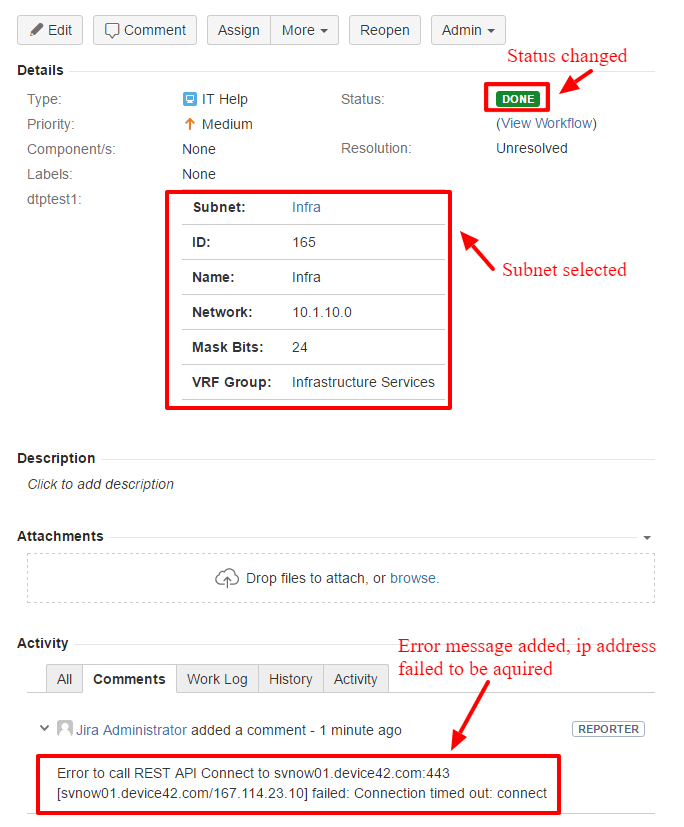 Edit Comment Assign More Reopen Admin
Status changed
Details
Type: IT Help Status: DONE
Priority: Medium (View Workflow)
Component/s: None Resolution: Unresolved
Labels: None
dtptest1:
Subnet: Infra
ID: 165
Name: Infra
Network: 10.1.10.0
Mask Bits: 24
VRF Group: Infrastructure Services
Subnet selected
Description
Click to add description
Attachments
Drop files to attach, or browse.
Activity
Error message added, ip address
failed to be aquired
All Comments Work Log History Activity
Jira Administrator added a comment - 1 minute ago REPORTER
Error to call REST API Connect to svnow01.device42.com:443
[svnow01.device42.com/167.114.23.10] failed: Connection timed out: connect